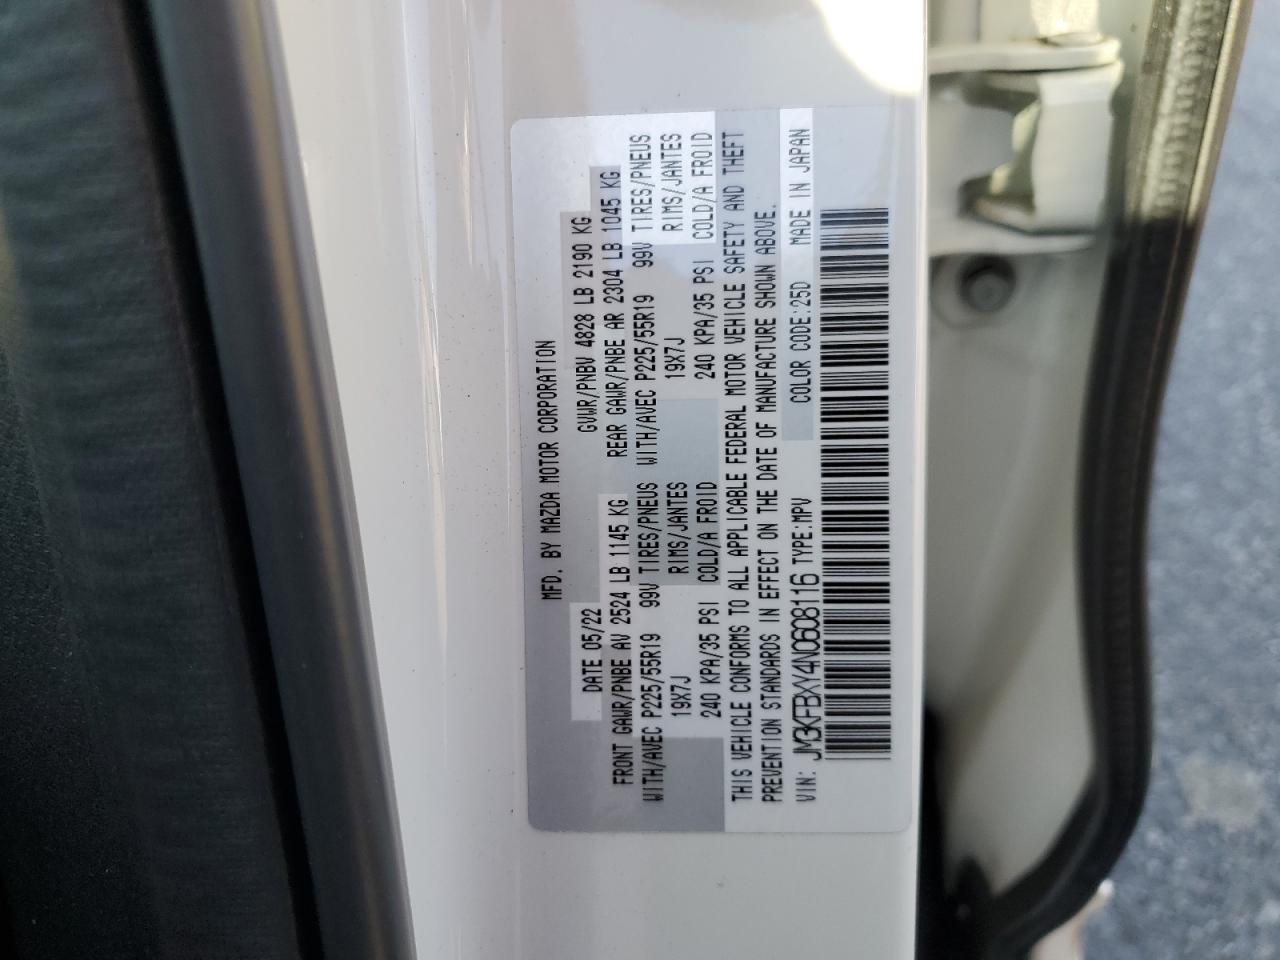 MFD. BY MAZDA MOTOR CORPORATION
DATE 05/22 GVWR/PNBV 4828 LB 2190 KG
FRONT GAWR/PNBE AV 2524 LB 1145 KG REAR GAWR/PNBE AR 2304 LB 1045 KG
WITH/AVEC P225/55R19 99V TIRES/PNEUS WITH/AVEC P225/55R19 99V TIRES/PNEUS
19X7J RIMS/JANTES 19X7J RIMS/JANTES
240 KPA/35 PSI COLD/A FROID 240 KPA/35 PSI COLD/A FROID
THIS VEHICLE CONFORMS TO ALL APPLICABLE FEDERAL MOTOR VEHICLE SAFETY AND THEFT
PREVENTION STANDARDS IN EFFECT ON THE DATE OF MANUFACTURE SHOWN ABOVE.
VIN: JM3KFBXY4N0608116 TYPE:MPV COLOR CODE:25D MADE IN JAPAN